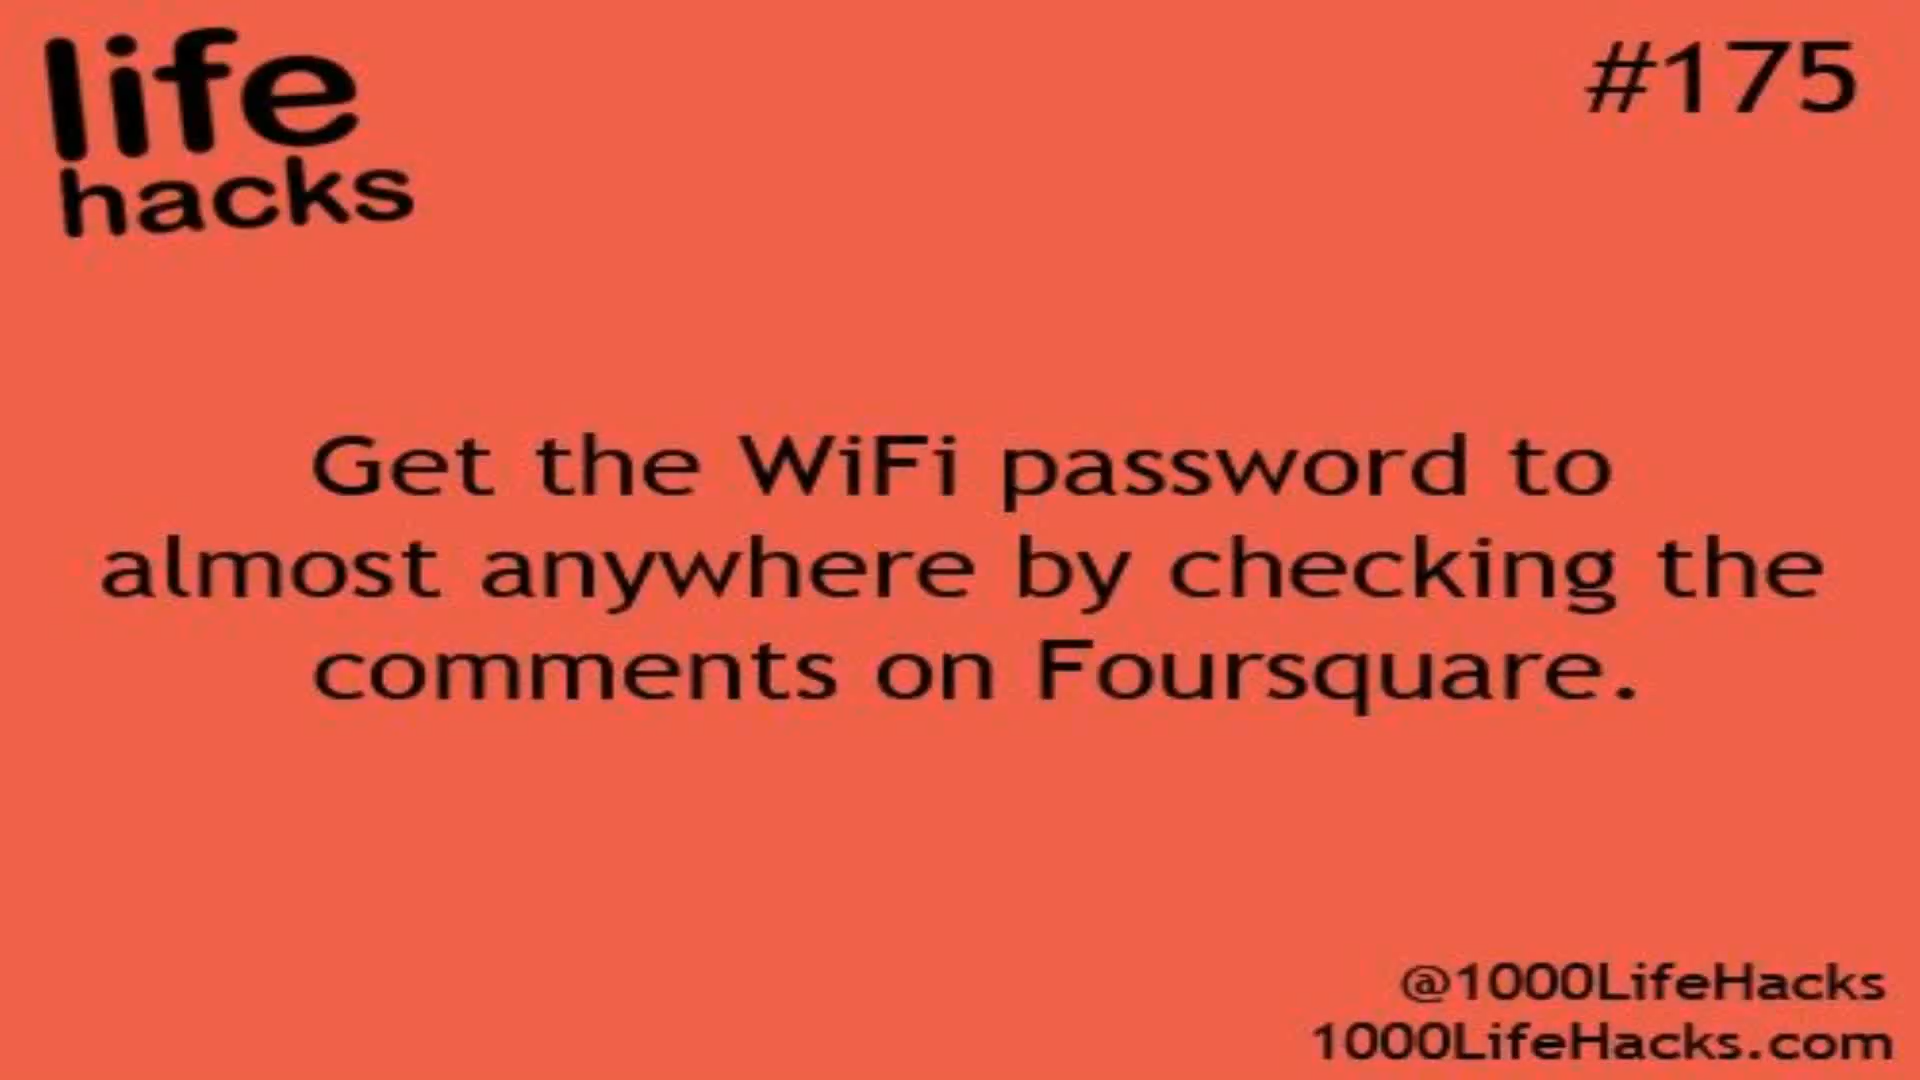 life
hacks
#175
Get the WiFi password to
almost anywhere by checking the
comments on Foursquare.
@1000LifeHacks
1000LifeHacks.com